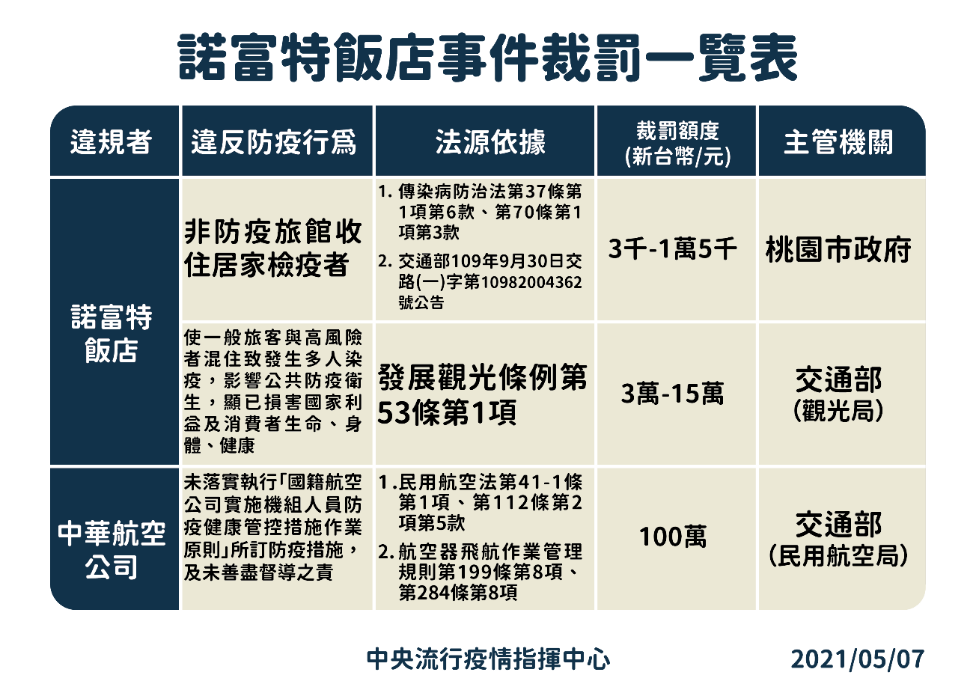 諾富特飯店事件裁罰一覽表
違規者
違反防疫行為
法源依據
裁罰額度
(新台幣/元)
主管機關
諾富特
飯店
非防疫旅館收
住居家檢疫者
1. 傳染病防治法第37條第
1項第6款、第70條第1
項第3款
2. 交通部109年9月30日交
路(一)字第10982004362
號公告
3千-1萬5千
桃園市政府
使一般旅客與高風險
者混住致發生多人染
疫，影響公共防疫衛
生，顯已損害國家利
益及消費者生命、身
體、健康
發展觀光條例第
53條第1項
3萬-15萬
交通部
(觀光局)
中華航空
公司
未落實執行「國籍航空
公司實施機組人員防
疫健康管控措施作業
原則」所訂防疫措施，
及未善盡督導之責
1.民用航空法第41-1條
第1項、第112條第2
項第5款
2.航空器飛航作業管理
規則第199條第8項、
第284條第8項
100萬
交通部
(民用航空局)
中央流行疫情指揮中心
2021/05/07